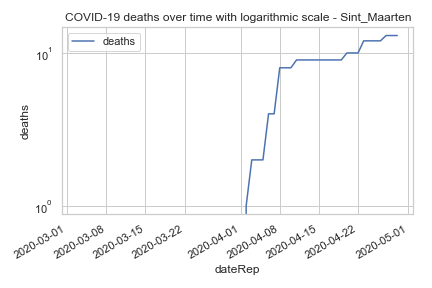 COVID-19 deaths over time with logarithmic scale - Sint_Maarten
deaths
10¹
10⁰
deaths
2020-03-01
2020-03-08
2020-03-15
2020-03-22
2020-04-01
2020-04-08
2020-04-15
2020-04-22
2020-05-01
dateRep